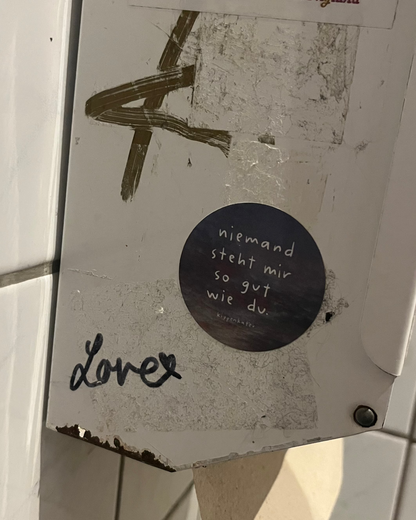 niemand
steht mir
so gut
wie du.
Love